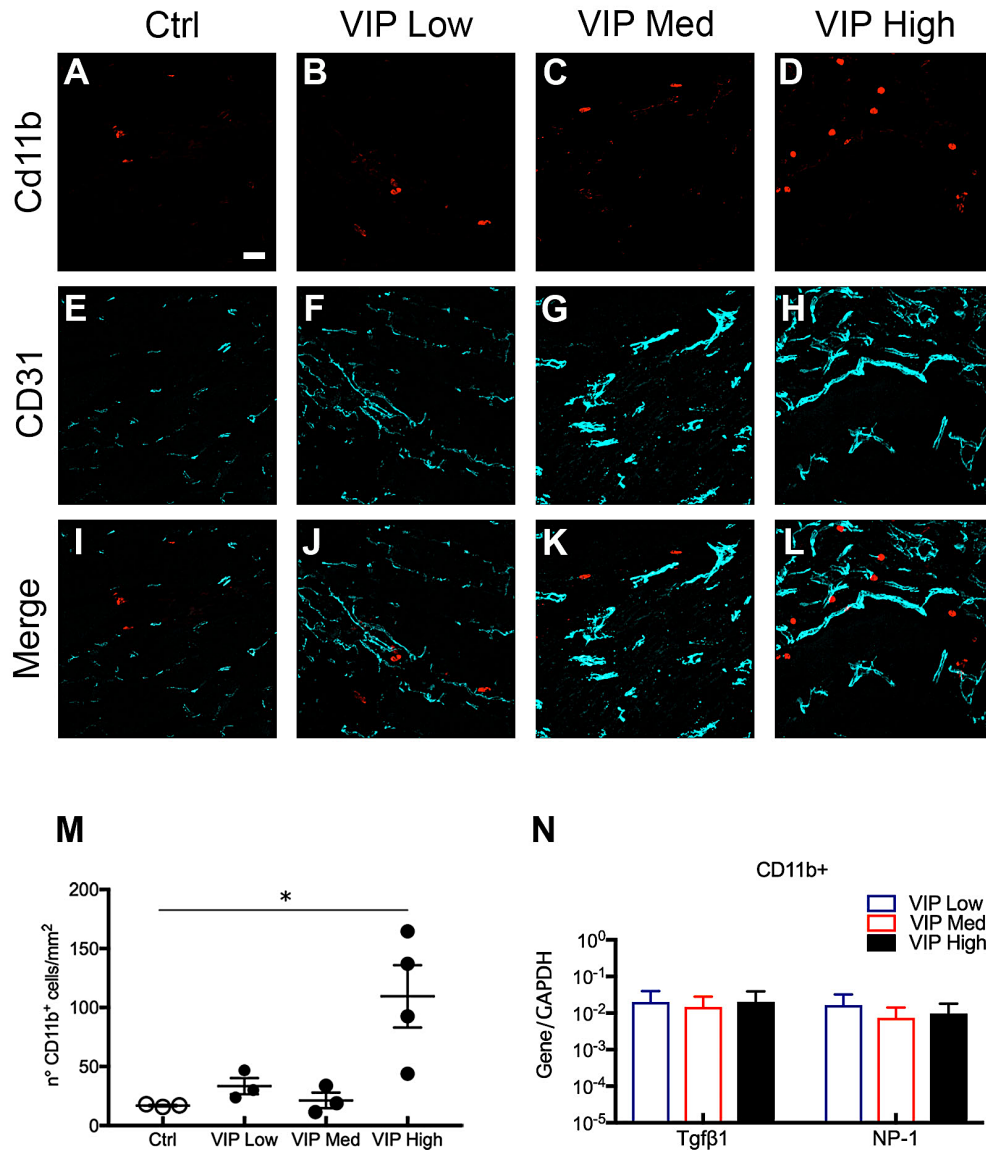 Ctrl VIP Low VIP Med VIP High
Cd11b
A B C D
CD31
E F G H
Merge
I J K L
M
n° CD11b⁺ cells/mm²
200
150
100
50
0
*
Ctrl VIP Low VIP Med VIP High
N
CD11b+
VIP Low
VIP Med
VIP High
Gene/GAPDH
10⁰
10⁻¹
10⁻²
10⁻³
10⁻⁴
10⁻⁵
Tgfβ1 NP-1